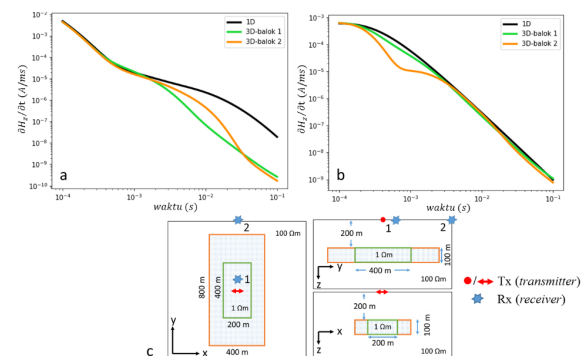 10⁻²
10⁻³
10⁻⁴
10⁻⁵
10⁻⁶
10⁻⁷
10⁻⁸
10⁻⁹
10⁻¹⁰
∂H_z/∂t (A/ms)
1D
3D-balok 1
3D-balok 2
a
10⁻⁴
10⁻³
10⁻²
10⁻¹
waktu (s)
10⁻³
10⁻⁴
10⁻⁵
10⁻⁶
10⁻⁷
10⁻⁸
10⁻⁹
∂H_z/∂t (A/ms)
1D
3D-balok 1
3D-balok 2
b
10⁻⁴
10⁻³
10⁻²
10⁻¹
waktu (s)
2
100 Ωm
800 m
400 m
1
1 Ωm
200 m
400 m
y
x
c
200 m
1
2
1 Ωm
100 m
400 m
y
z
100 Ωm
200 m
x
z
1 Ωm
100 m
200 m
100 Ωm
/ Tx (transmitter)
Rx (receiver)